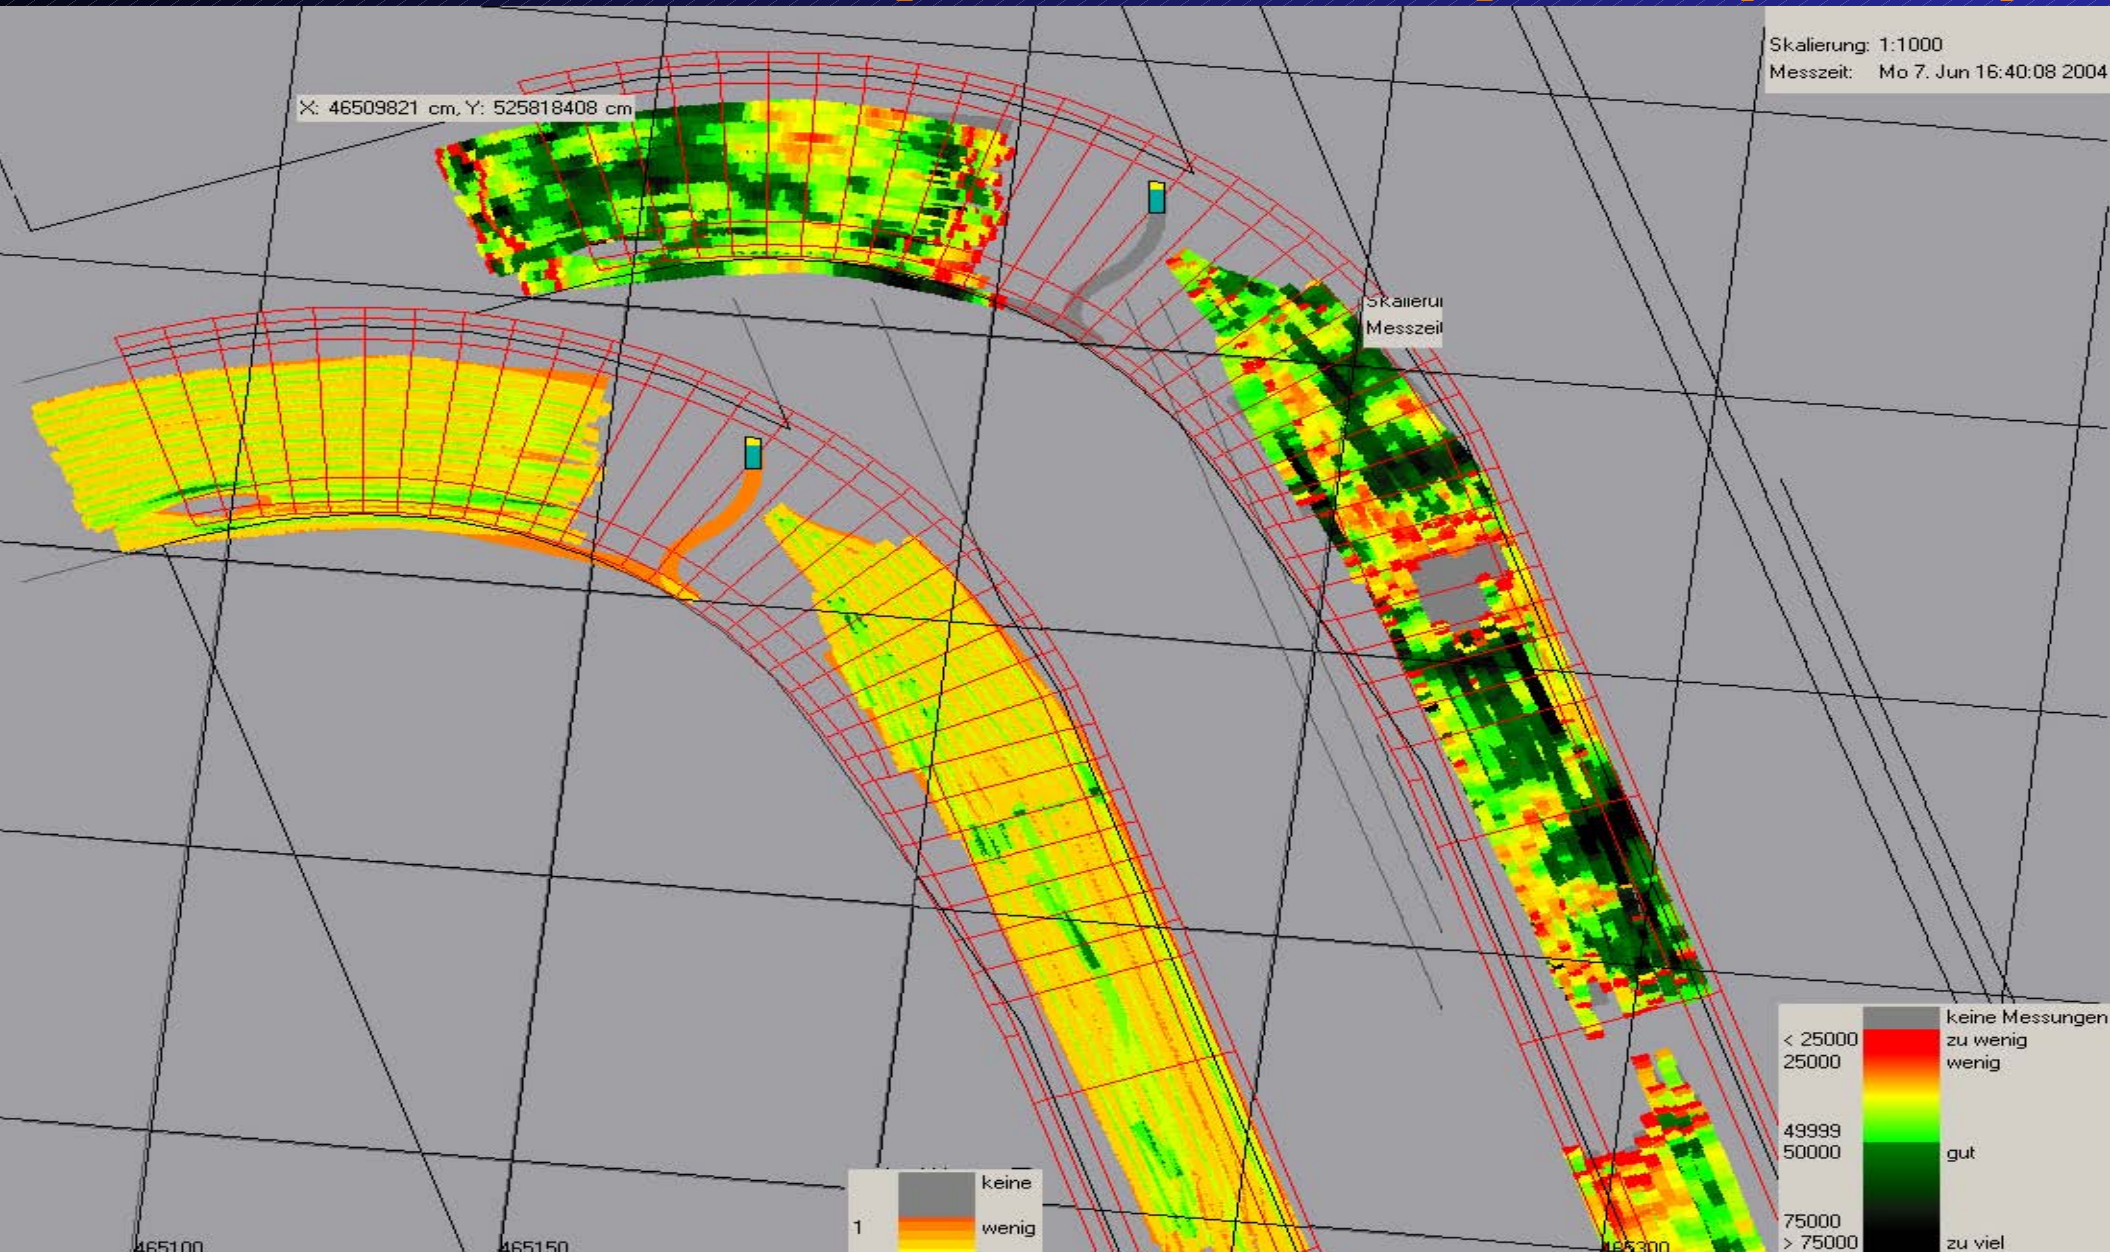 Skalierung: 1:1000
Messzeit: Mo 7. Jun 16:40:08 2004
X: 46509821 cm, Y: 525818408 cm
Messzeit
keine Messungen
< 25000 zu wenig
25000 wenig
49999
50000 gut
75000
> 75000 zu viel
keine
1 wenig
465100
465150
465300